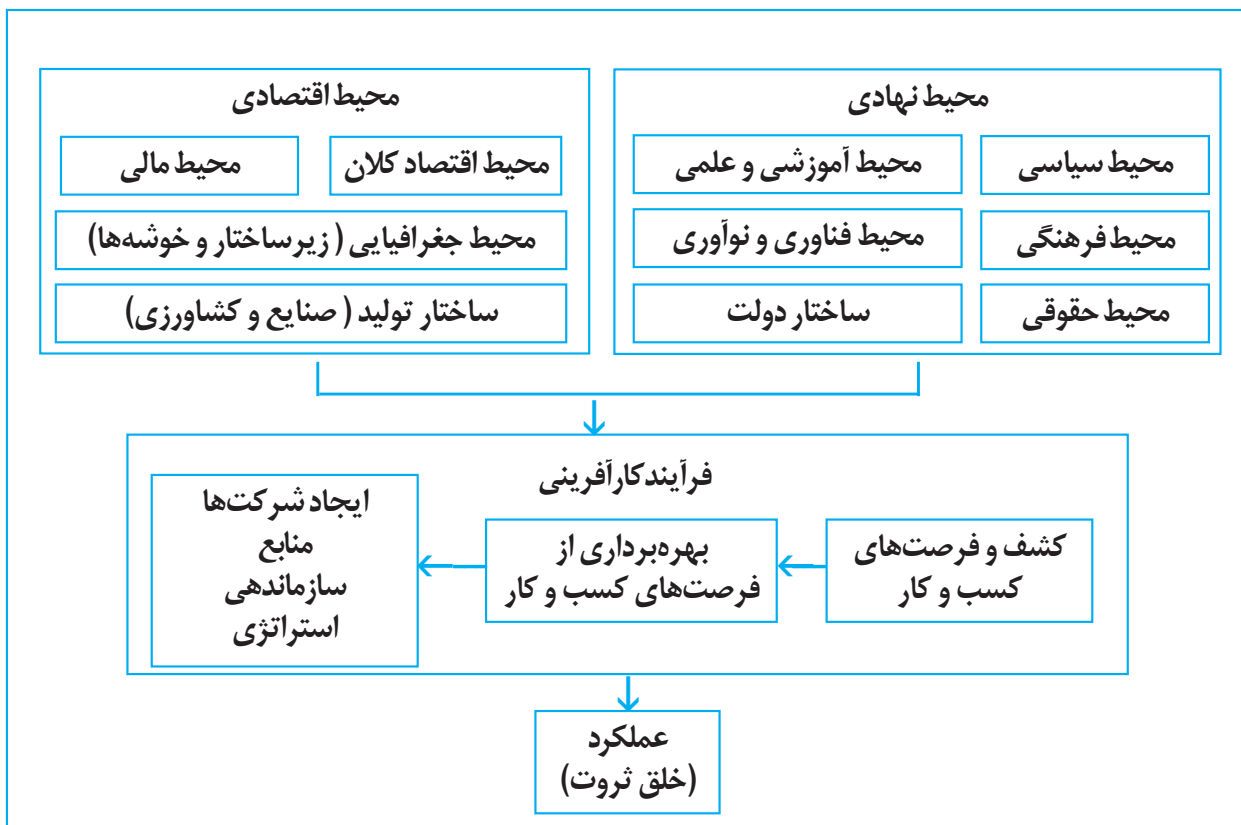 محیط نهادی
محیط سیاسی
محیط آموزشی و علمی
محیط فرهنگی
محیط فناوری و نوآوری
محیط حقوقی
ساختار دولت
محیط اقتصادی
محیط اقتصاد کلان
محیط مالی
محیط جغرافیایی (زیرساختار و خوشه‌ها)
ساختار تولید (صنایع و کشاورزی)
فرآیند کارآفرینی
کشف و فرصت‌های
کسب و کار
بهره‌برداری از
فرصت‌های کسب و کار
ایجاد شرکت‌ها
منابع
سازماندهی
استراتژی
عملکرد
(خلق ثروت)